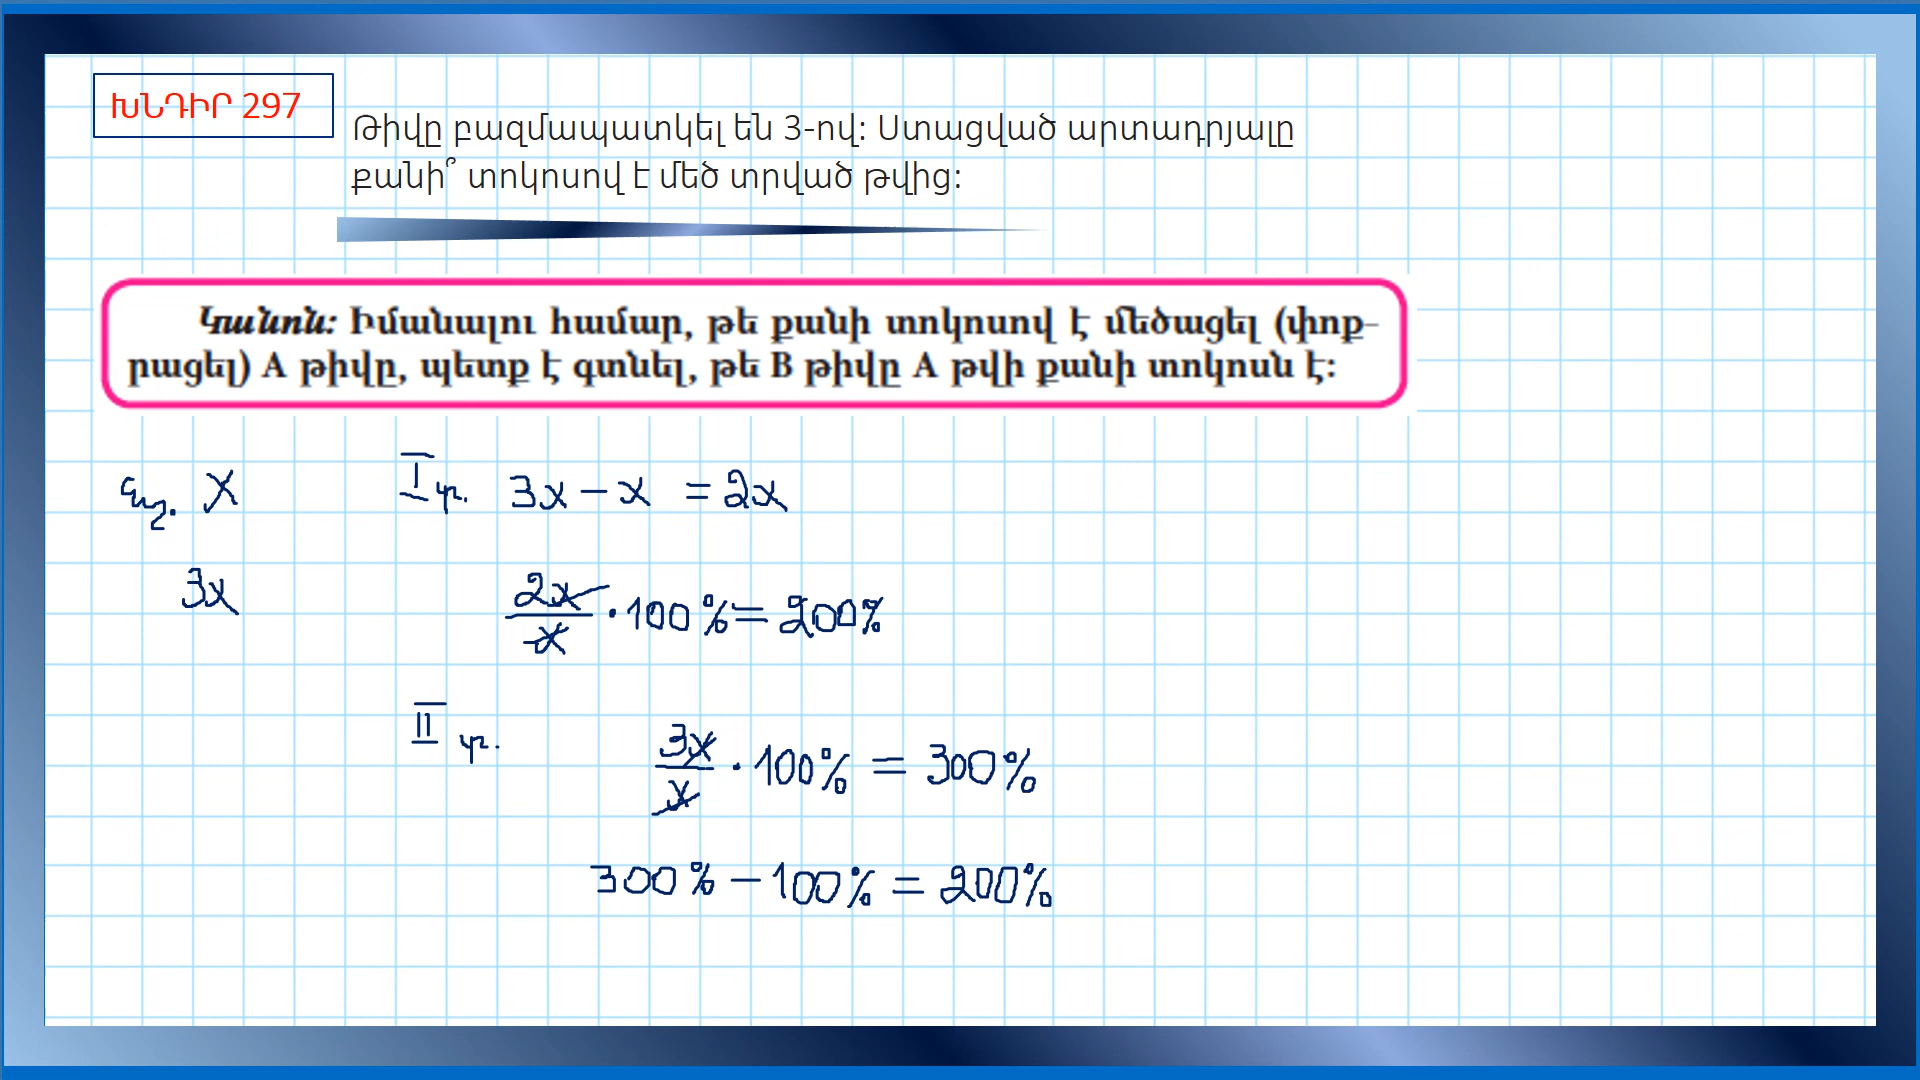 ԽՆԴԻՐ 297
Թիվը բազմապատկել են 3-ով: Ստացված արտադրյալը
քանի՞ տոկոսով է մեծ տրված թվից:
Կանոն: Իմանալու համար, թե քանի տոկոսով է մեծացել (փոք-
րացել) A թիվը, պետք է գտնել, թե B թիվը A թվի քանի տոկոսն է:
x
I եղ. 3x - x = 2x
3x
2x/x · 100% = 200%
II եղ.
3x/x · 100% = 300%
300% - 100% = 200%